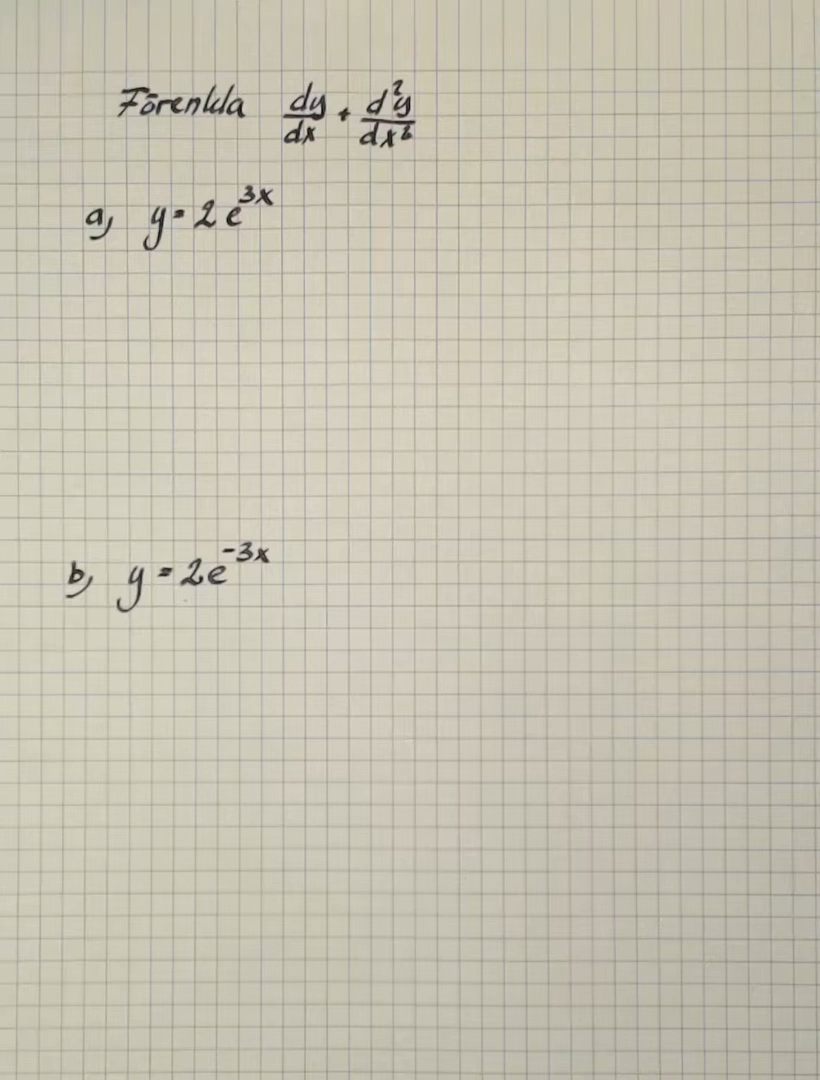 Förenkla dy/dx + d²y/dx²
a) y = 2e^3x
b) y = 2e^-3x